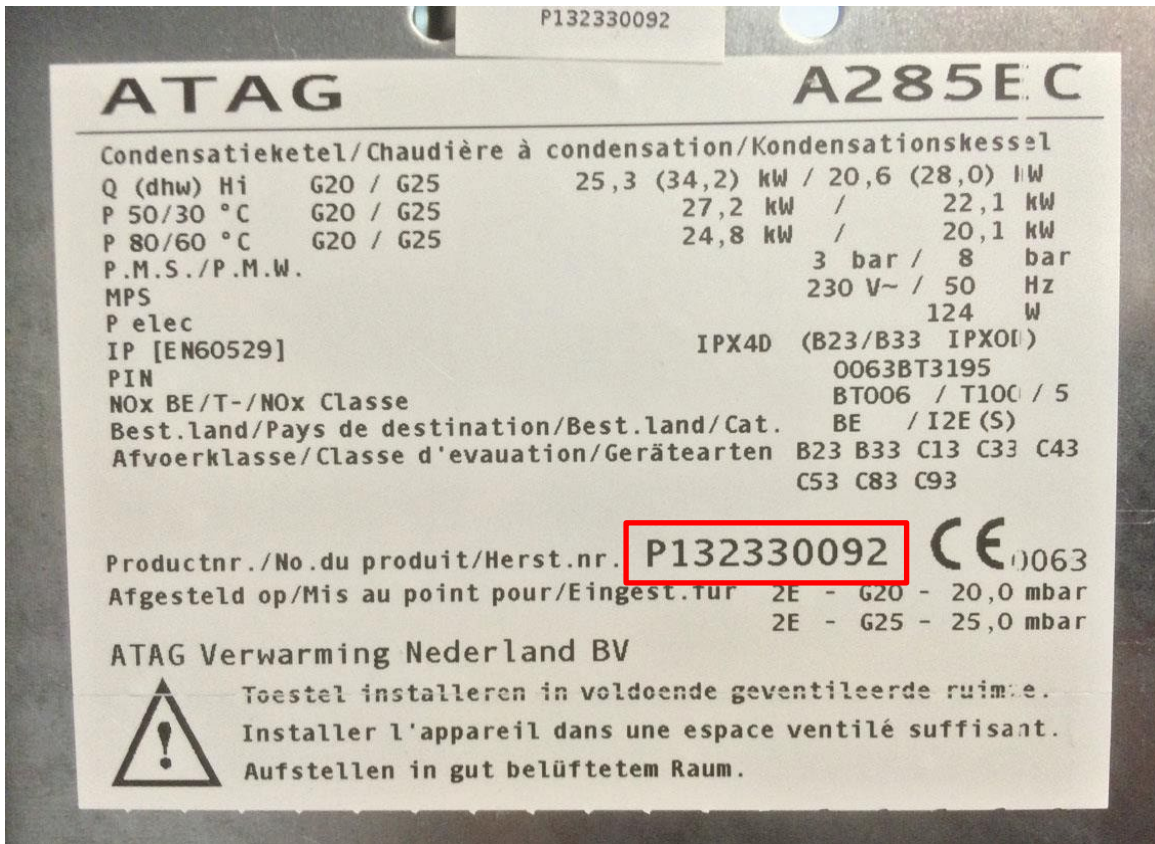 P132330092
ATAG A285EC
Condensatieketel/Chaudière à condensation/Kondensationskessel
Q (dhw) Hi G20 / G25 25,3 (34,2) kW / 20,6 (28,0) kW
P 50/30 °C G20 / G25 27,2 kW / 22,1 kW
P 80/60 °C G20 / G25 24,8 kW / 20,1 kW
P.M.S./P.M.W. 3 bar / 8 bar
MPS 230 V~ / 50 Hz
P elec 124 W
IP [EN60529] IPX4D (B23/B33 IPX0D)
PIN 0063BT3195
NOx BE/T-/NOx Classe BT006 / T100 / 5
Best.land/Pays de destination/Best.land/Cat. BE / I2E(S)
Afvoerklasse/Classe d'evauation/Gerätearten B23 B33 C13 C33 C43
C53 C83 C93
Productnr./No.du produit/Herst.nr. P132330092 CE 0063
Afgesteld op/Mis au point pour/Eingest.fur 2E - G20 - 20,0 mbar
2E - G25 - 25,0 mbar
ATAG Verwarming Nederland BV
Toestel installeren in voldoende geventileerde ruimte.
Installer l'appareil dans une espace ventilé suffisant.
Aufstellen in gut belüftetem Raum.